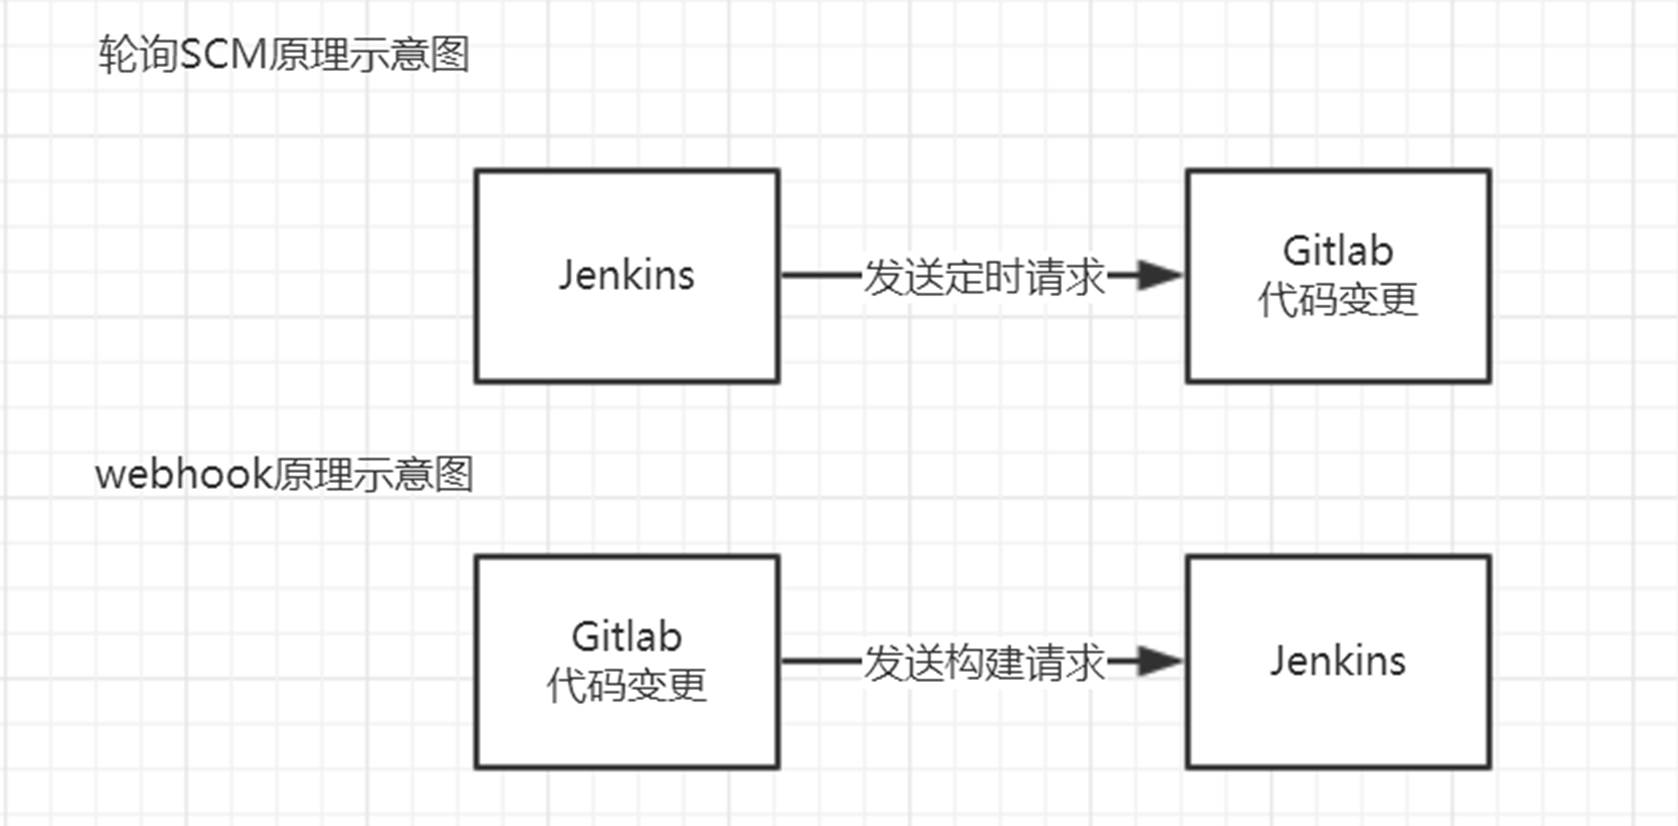 轮询SCM原理示意图
Jenkins
发送定时请求
Gitlab
代码变更
webhook原理示意图
Gitlab
代码变更
发送构建请求
Jenkins